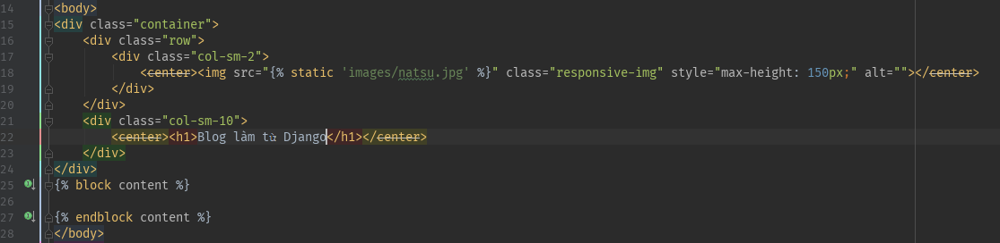 14 <body>
15 <div class="container">
16 <div class="row">
17 <div class="col-sm-2">
18 <center><img src="{% static 'images/natsu.jpg' %}" class="responsive-img" style="max-height: 150px;" alt=""></center>
19 </div>
20 </div>
21 <div class="col-sm-10">
22 <center><h1>Blog làm từ Django</h1></center>
23 </div>
24 </div>
25 {% block content %}
26
27 {% endblock content %}
28 </body>